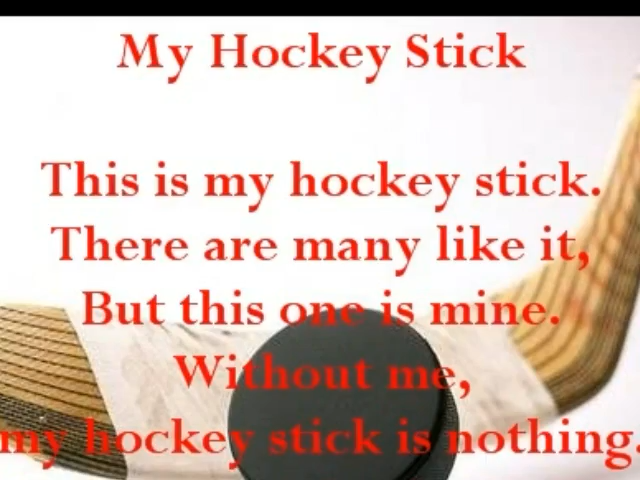 My Hockey Stick
This is my hockey stick.
There are many like it,
But this one is mine.
Without me,
my hockey stick is nothing.